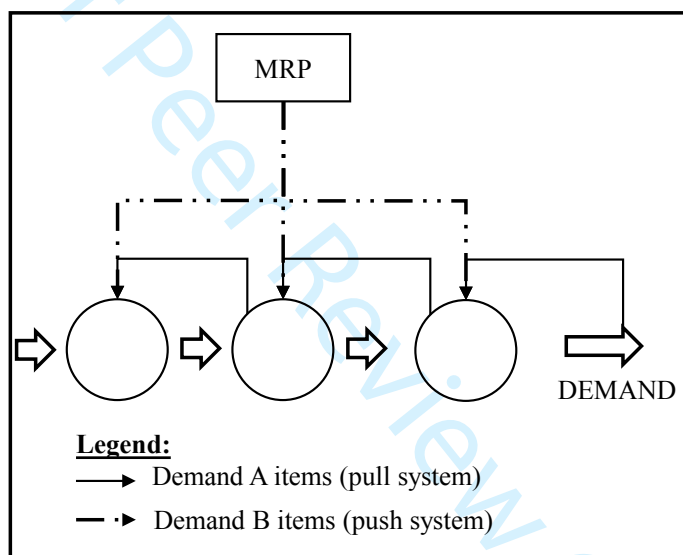 MRP
DEMAND
Legend:
Demand A items (pull system)
Demand B items (push system)
r Peer Review